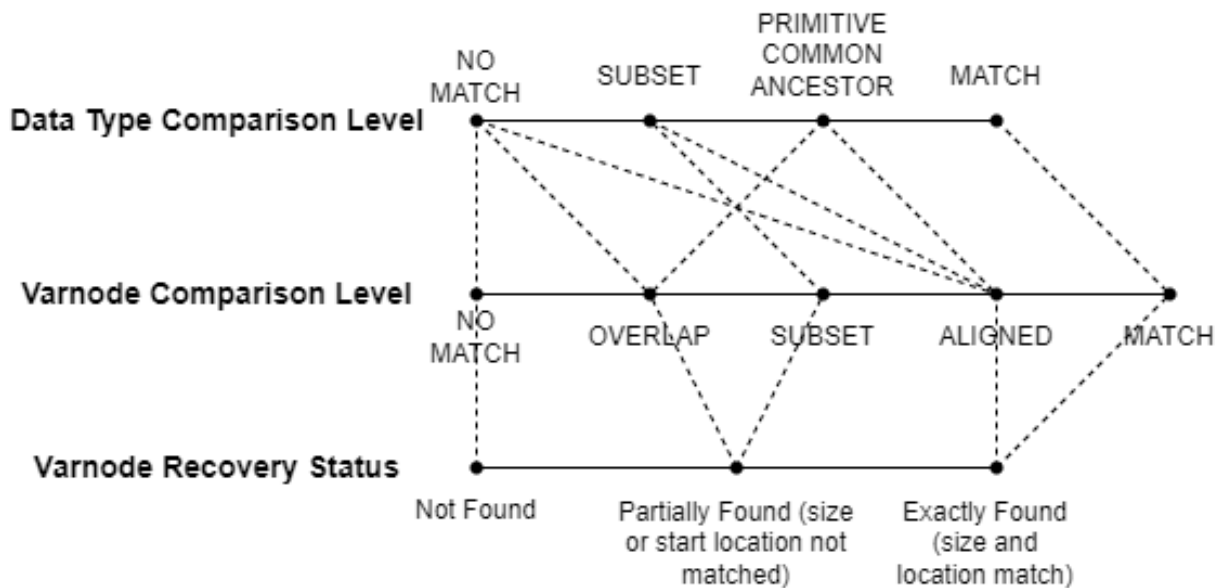 NO
MATCH
SUBSET
PRIMITIVE
COMMON
ANCESTOR
MATCH
Data Type Comparison Level
Varnode Comparison Level
NO
MATCH
OVERLAP
SUBSET
ALIGNED
MATCH
Varnode Recovery Status
Not Found
Partially Found (size
or start location not
matched)
Exactly Found
(size and
location match)